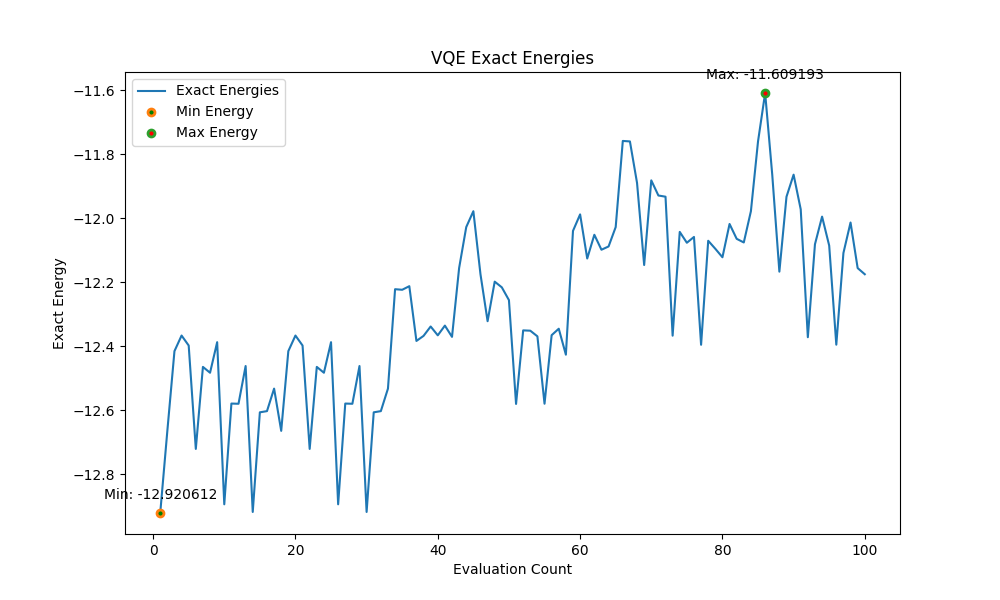 VQE Exact Energies
Max: -11.609193
Exact Energies
Min Energy
Max Energy
−11.6
−11.8
−12.0
−12.2
−12.4
−12.6
−12.8
Exact Energy
Min: -12.920612
0 20 40 60 80 100
Evaluation Count